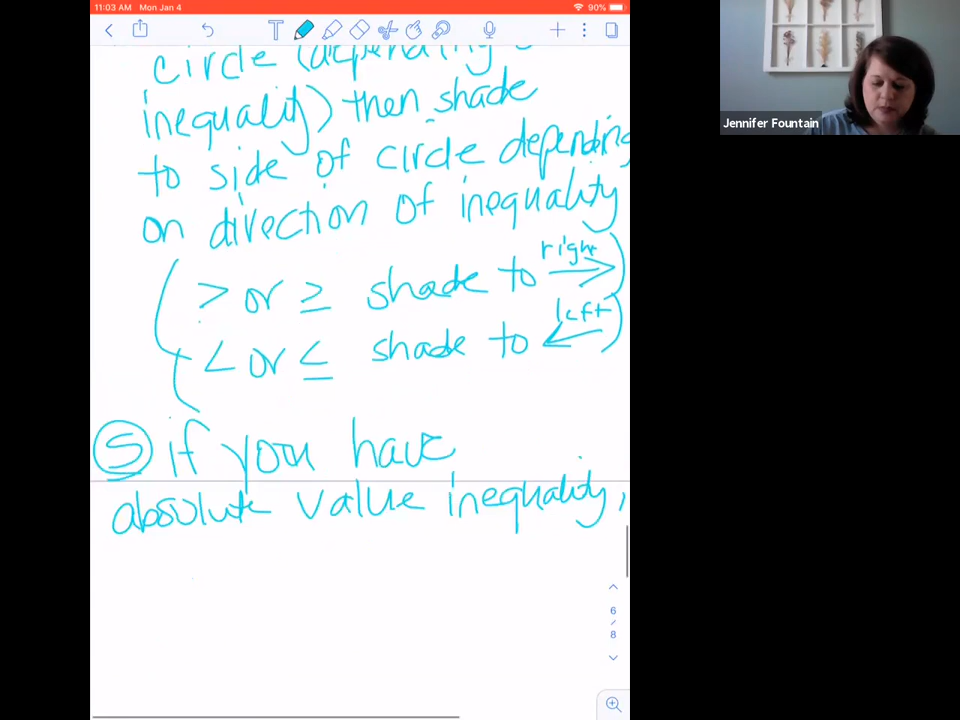 11:03 AM Mon Jan 4
90%
circle (depending
inequality) then shade
to side of circle depending
on direction of inequality
(> or ≥ shade to right →)
(< or ≤ shade to left ←)
⑤ if you have
absolute value inequality,
6
/
8
Jennifer Fountain